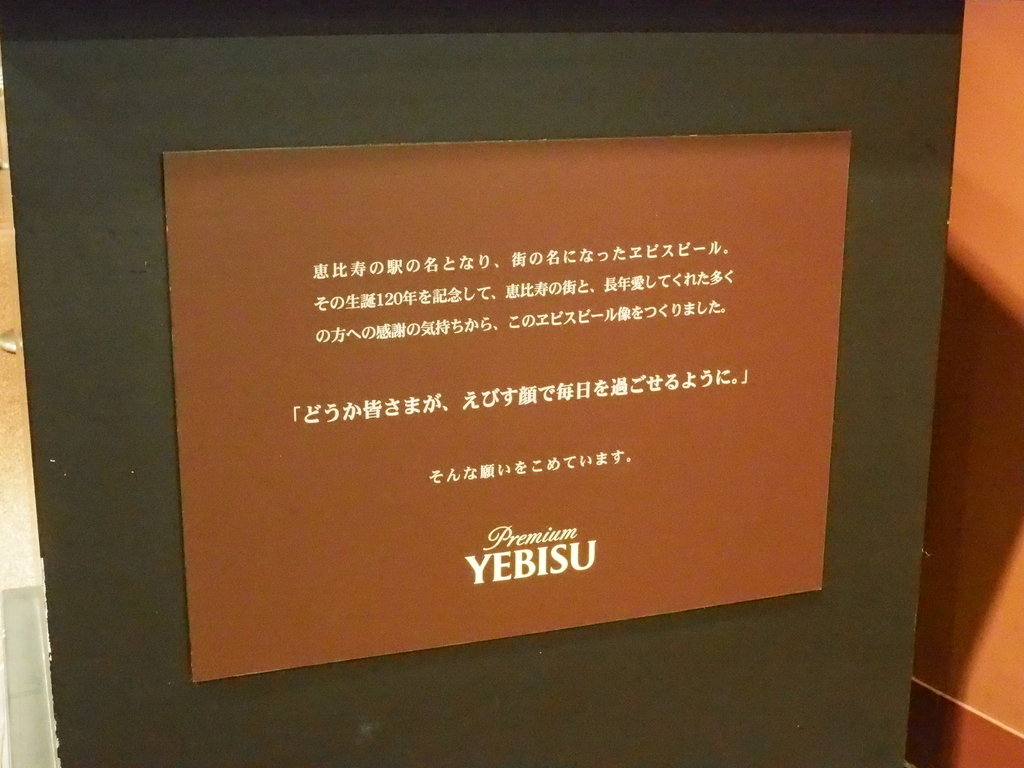 恵比寿の駅の名となり、街の名になったヱビスビール。
その生誕120年を記念して、恵比寿の街と、長年愛してくれた多く
の方への感謝の気持ちから、このヱビスビール像をつくりました。
「どうか皆さまが、えびす顔で毎日を過ごせるように。」
そんな願いをこめています。
Premium
YEBISU